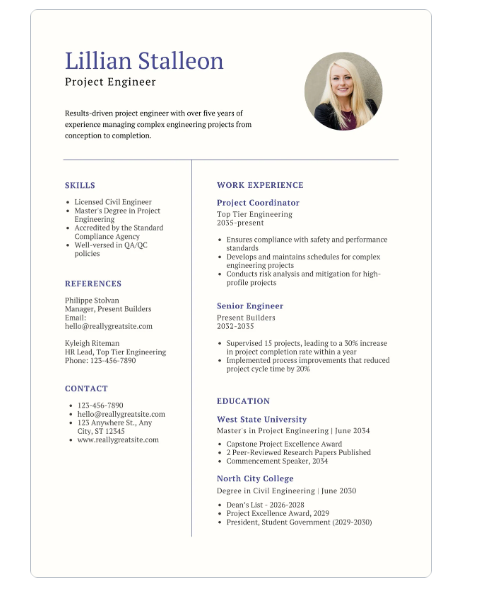 Lillian Stalleon
Project Engineer
Results-driven project engineer with over five years of
experience managing complex engineering projects from
conception to completion.
SKILLS
• Licensed Civil Engineer
• Master's Degree in Project
Engineering
• Accredited by the Standard
Compliance Agency
• Well-versed in QA/QC
policies
REFERENCES
Philippe Stolvan
Manager, Present Builders
Email:
hello@reallygreatsite.com
Kyleigh Riteman
HR Lead, Top Tier Engineering
Phone: 123-456-7890
CONTACT
• 123-456-7890
• hello@reallygreatsite.com
• 123 Anywhere St., Any
City, ST 12345
• www.reallygreatsite.com
WORK EXPERIENCE
Project Coordinator
Top Tier Engineering
2035-present
• Ensures compliance with safety and performance
standards
• Develops and maintains schedules for complex
engineering projects
• Conducts risk analysis and mitigation for high-
profile projects
Senior Engineer
Present Builders
2032-2035
• Supervised 15 projects, leading to a 30% increase
in project completion rate within a year
• Implemented process improvements that reduced
project cycle time by 20%
EDUCATION
West State University
Master's in Project Engineering | June 2034
• Capstone Project Excellence Award
• 2 Peer-Reviewed Research Papers Published
• Commencement Speaker, 2034
North City College
Degree in Civil Engineering | June 2030
• Dean's List - 2026-2028
• Project Excellence Award, 2029
• President, Student Government (2029-2030)